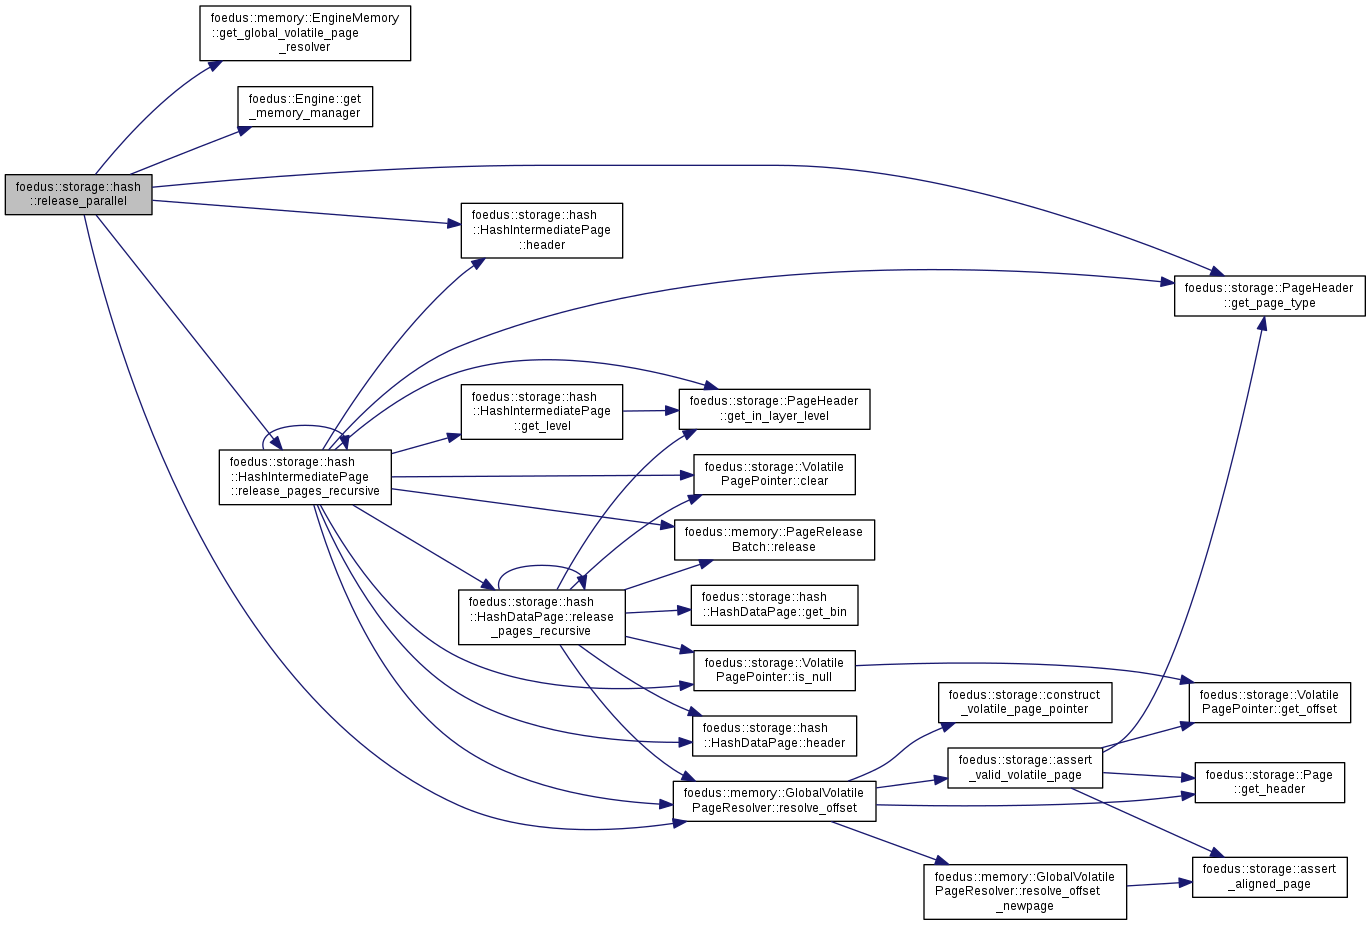 foedus::memory::EngineMemory
::get_global_volatile_page
_resolver
foedus::Engine::get
_memory_manager
foedus::storage::hash
::release_parallel
foedus::storage::hash
::HashIntermediatePage
::header
foedus::storage::PageHeader
::get_page_type
foedus::storage::hash
::HashIntermediatePage
::get_level
foedus::storage::PageHeader
::get_in_layer_level
foedus::storage::hash
::HashIntermediatePage
::release_pages_recursive
foedus::storage::Volatile
PagePointer::clear
foedus::memory::PageRelease
Batch::release
foedus::storage::hash
::HashDataPage::release
_pages_recursive
foedus::storage::hash
::HashDataPage::get_bin
foedus::storage::Volatile
PagePointer::is_null
foedus::storage::hash
::HashDataPage::header
foedus::storage::construct
_volatile_page_pointer
foedus::storage::Volatile
PagePointer::get_offset
foedus::storage::assert
_valid_volatile_page
foedus::storage::Page
::get_header
foedus::memory::GlobalVolatile
PageResolver::resolve_offset
foedus::memory::GlobalVolatile
PageResolver::resolve_offset
_newpage
foedus::storage::assert
_aligned_page